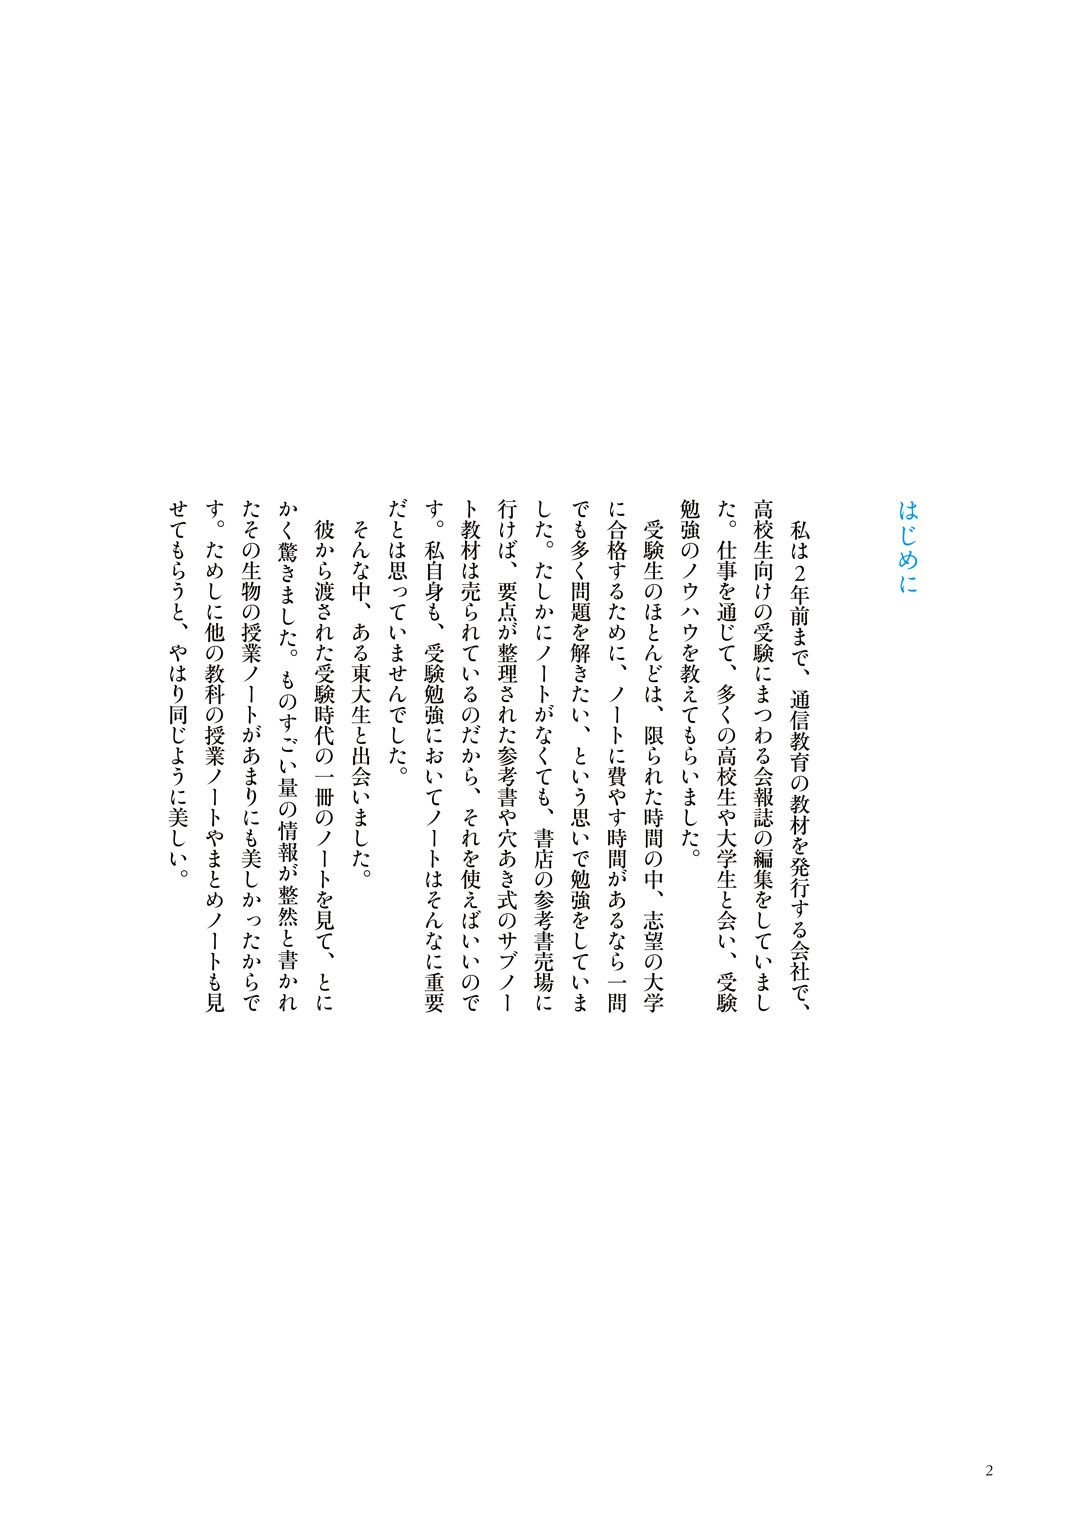 はじめに
私は2年前まで、通信教育の教材を発行する会社で、
高校生向けの受験にまつわる会報誌の編集をしていまし
た。仕事を通じて、多くの高校生や大学生と会い、受験
勉強のノウハウを教えてもらいました。
受験生のほとんどは、限られた時間の中、志望の大学
に合格するために、ノートに費やす時間があるなら一問
でも多く問題を解きたい、という思いで勉強をしていま
した。たしかにノートがなくても、書店の参考書売場に
行けば、要点が整理された参考書や穴あき式のサブノー
ト教材は売られているのだから、それを使えばいいので
す。私自身も、受験勉強においてノートはそんなに重要
だとは思っていませんでした。
そんな中、ある東大生と出会いました。
彼から渡された受験時代の一冊のノートを見て、とに
かく驚きました。ものすごい量の情報が整然と書かれ
たその生物の授業ノートがあまりにも美しかったからで
す。ためしに他の教科の授業ノートやまとめノートも見
せてもらうと、やはり同じように美しい。
2